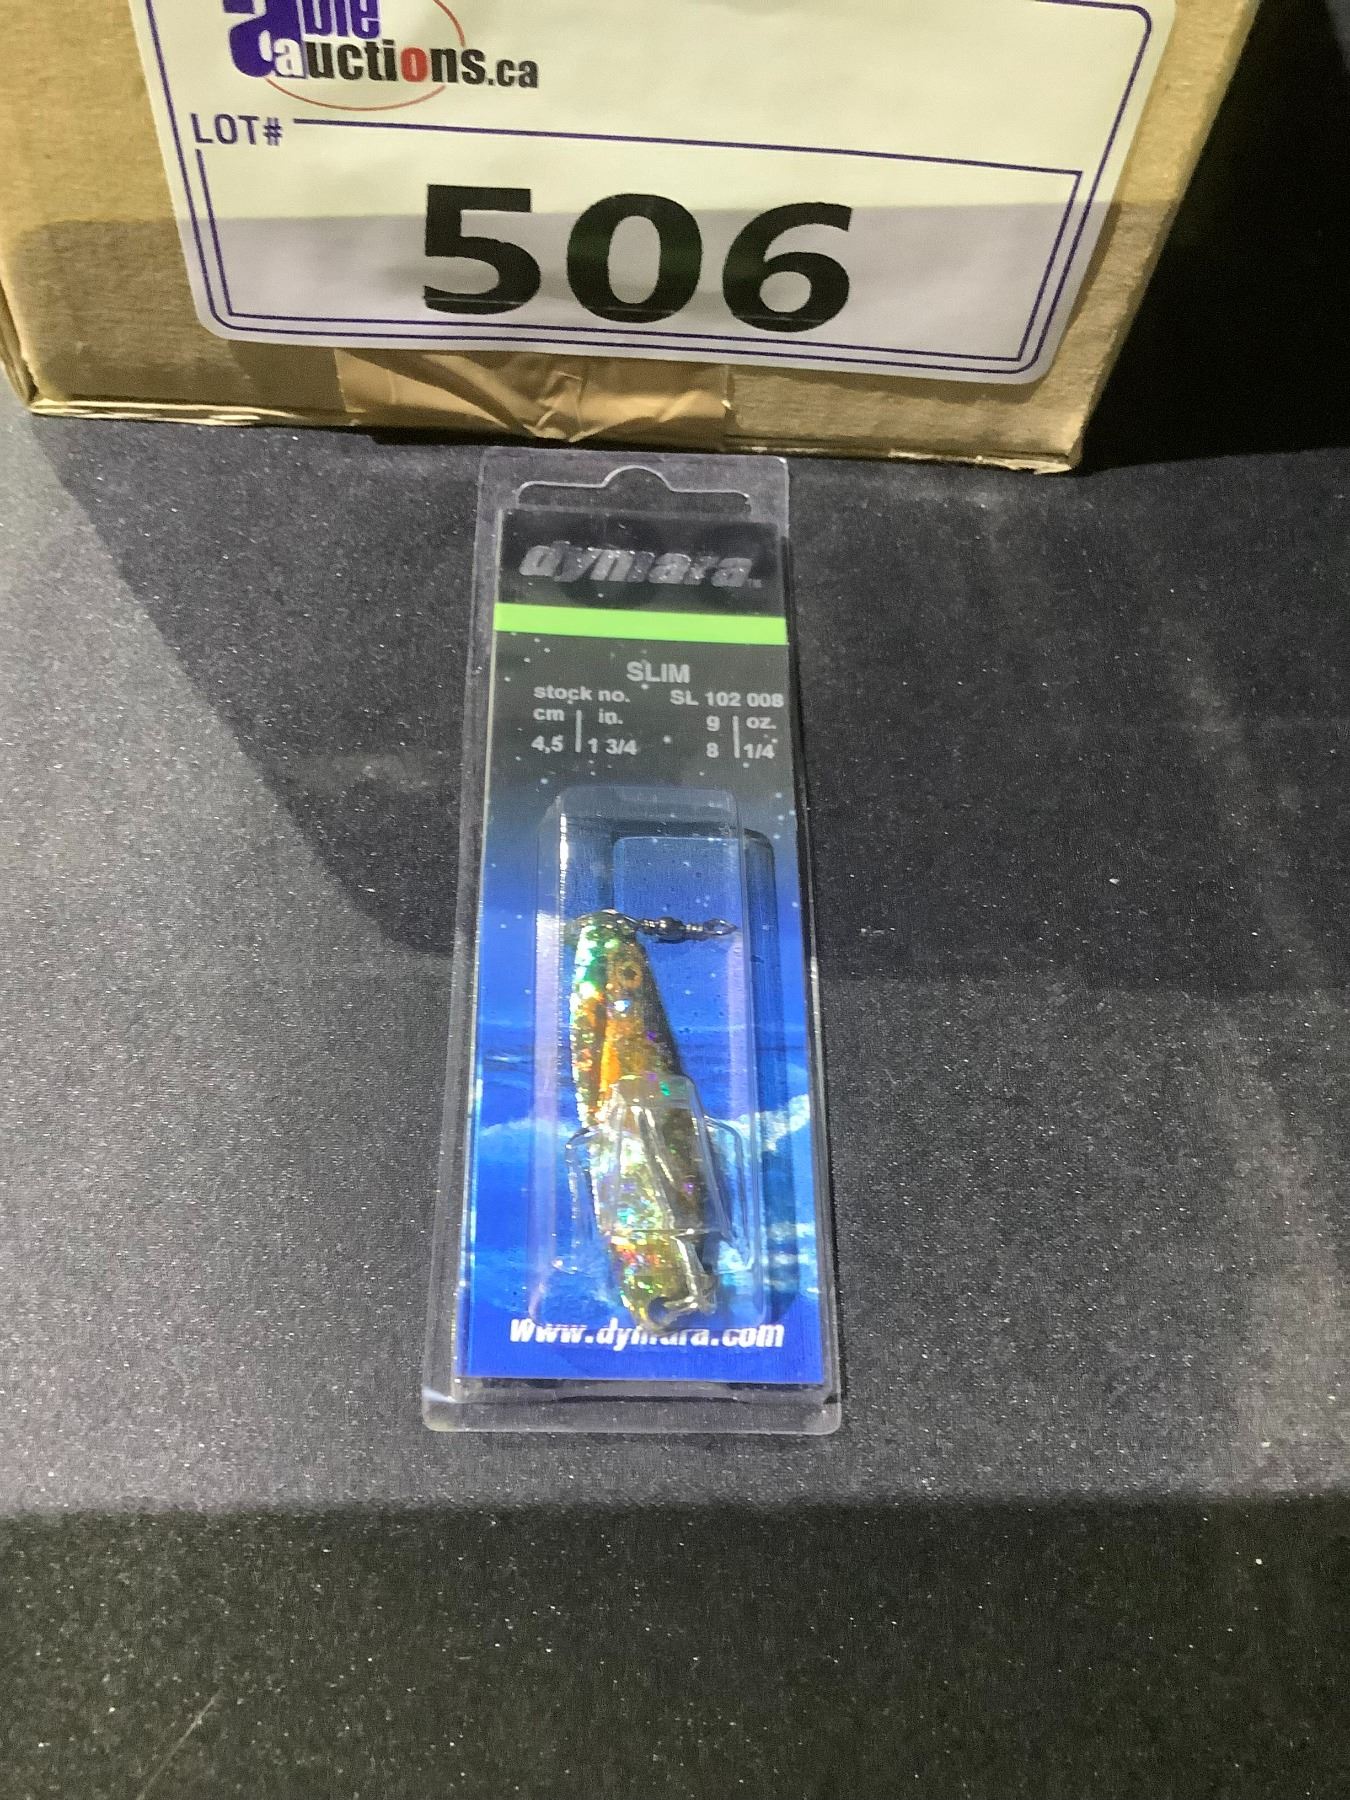 able
auctions.ca
LOT#
506
dymara
SLIM
stock no. SL 102 008
cm in. g oz.
4,5 1 3/4 8 1/4
www.dymara.com